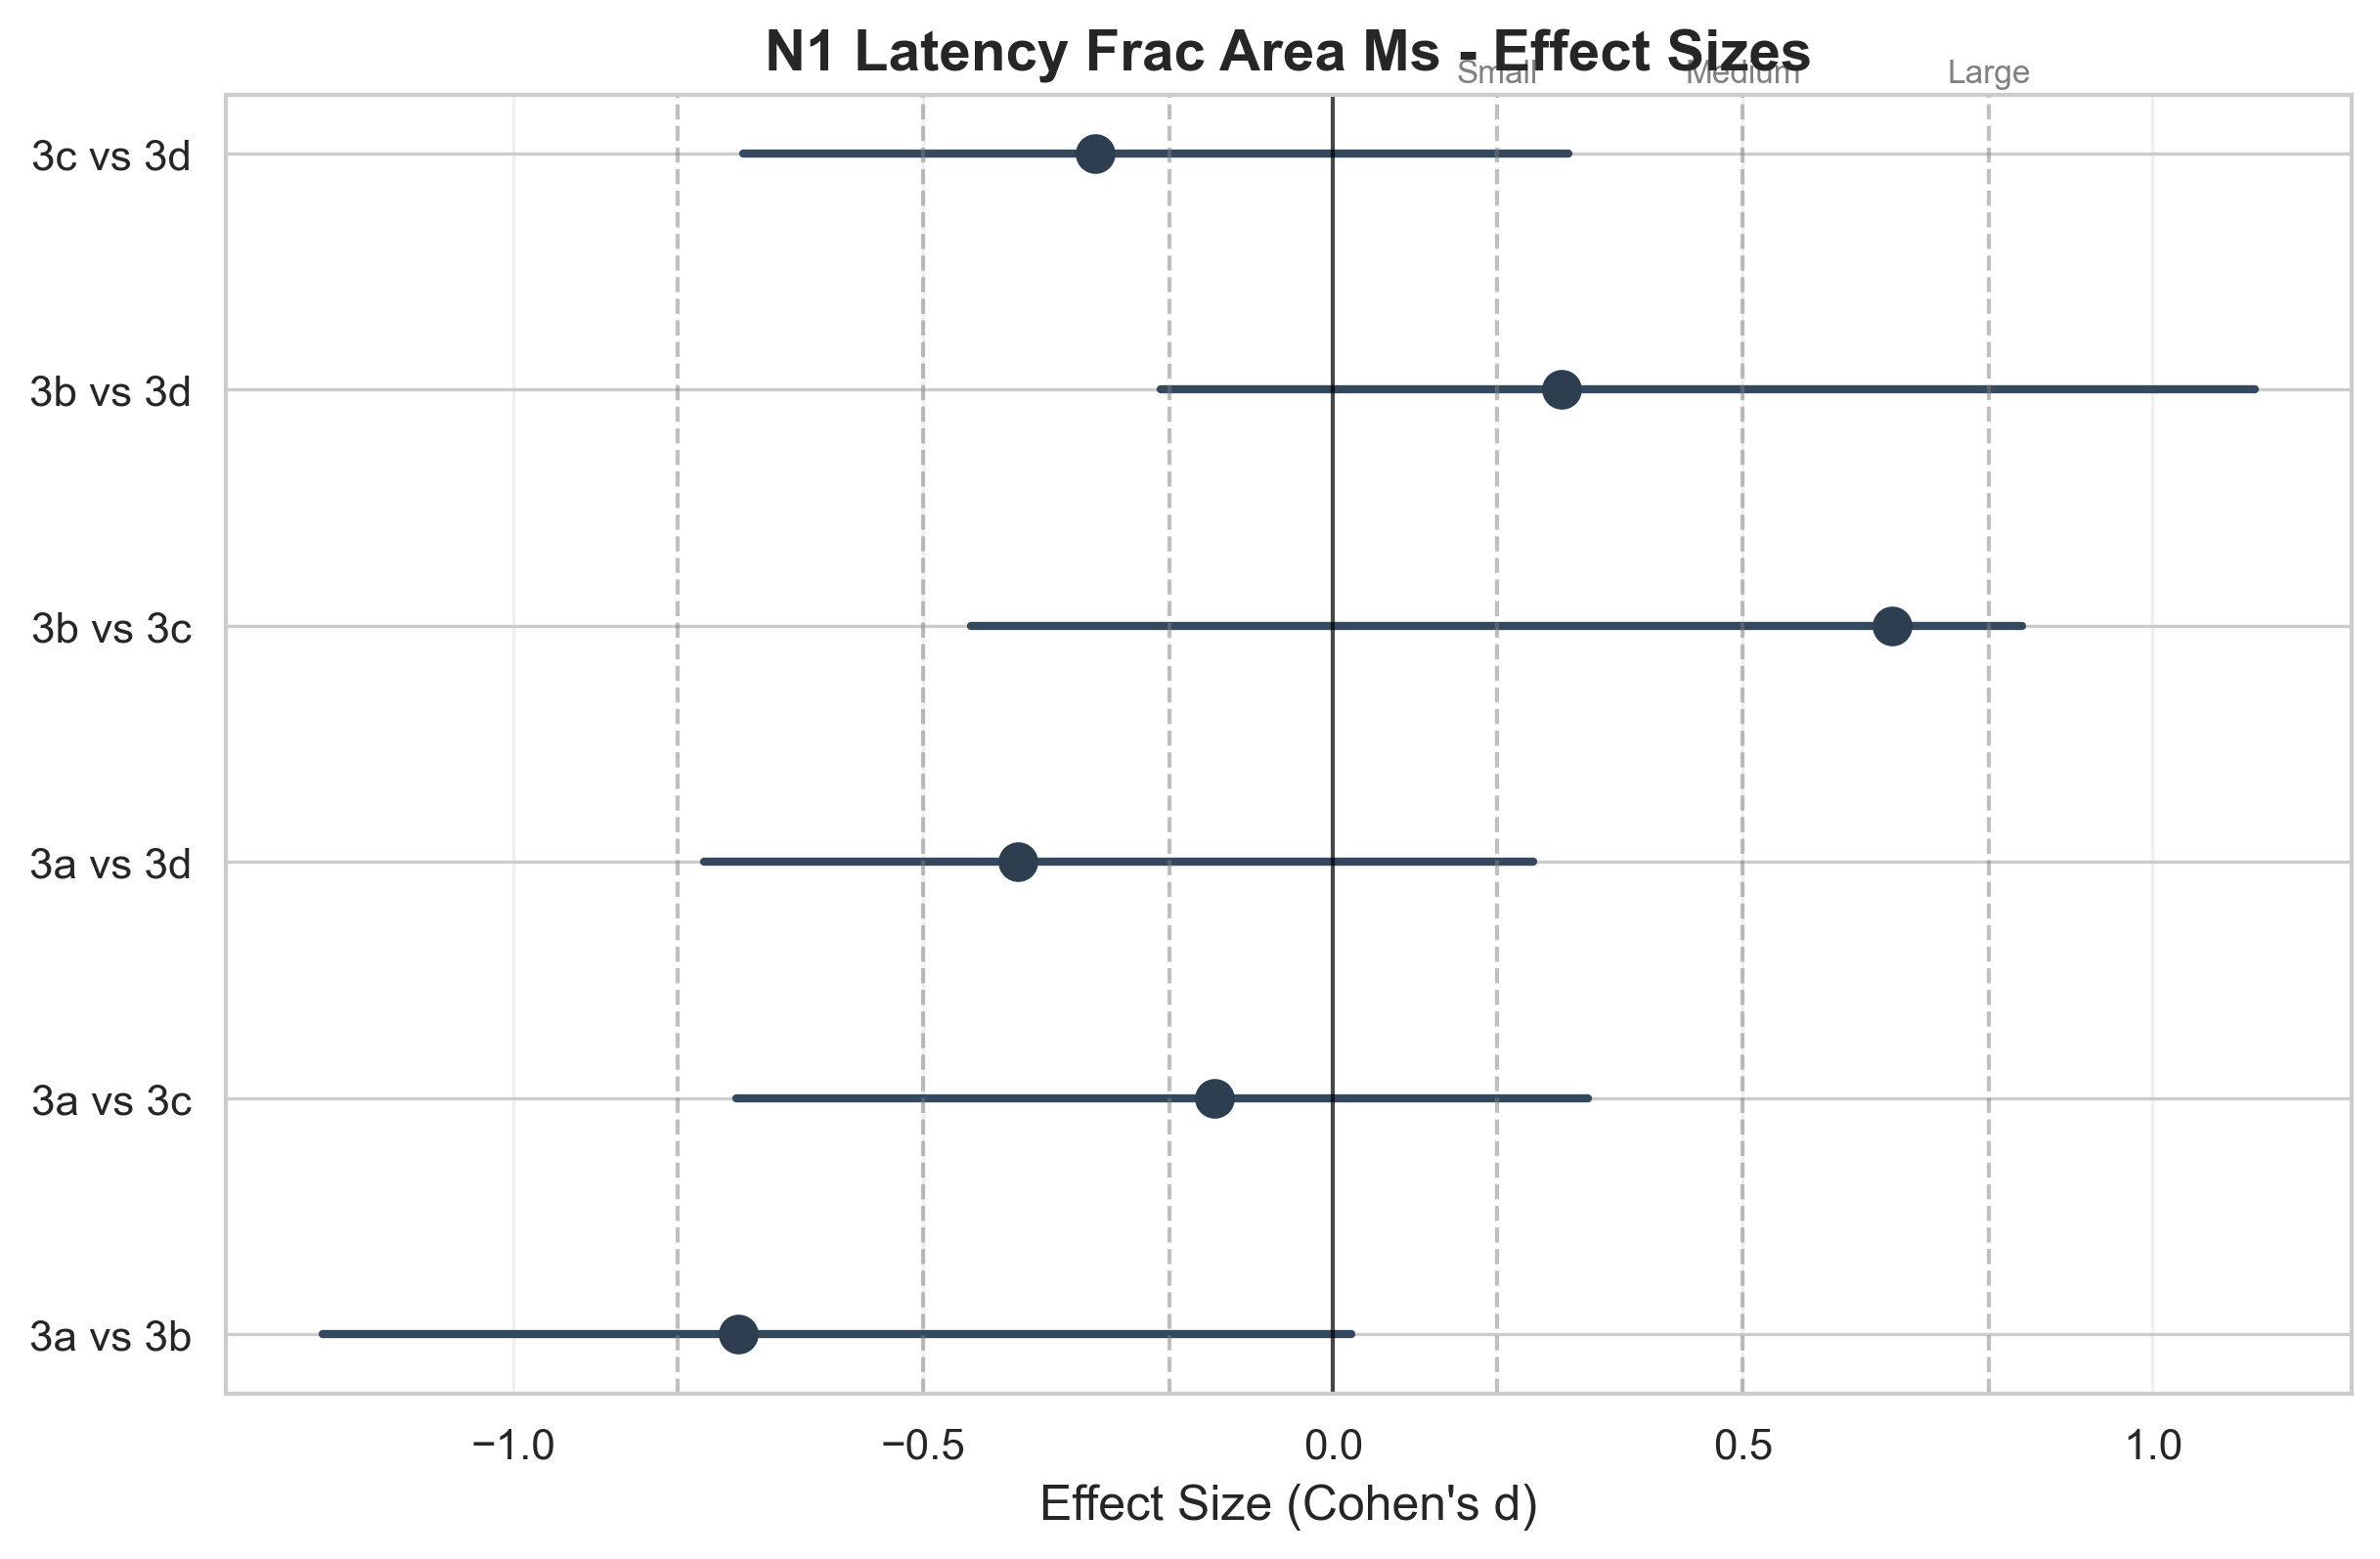 N1 Latency Frac Area Ms - Effect Sizes
Small Medium Large
3c vs 3d
3b vs 3d
3b vs 3c
3a vs 3d
3a vs 3c
3a vs 3b
−1.0 −0.5 0.0 0.5 1.0
Effect Size (Cohen's d)